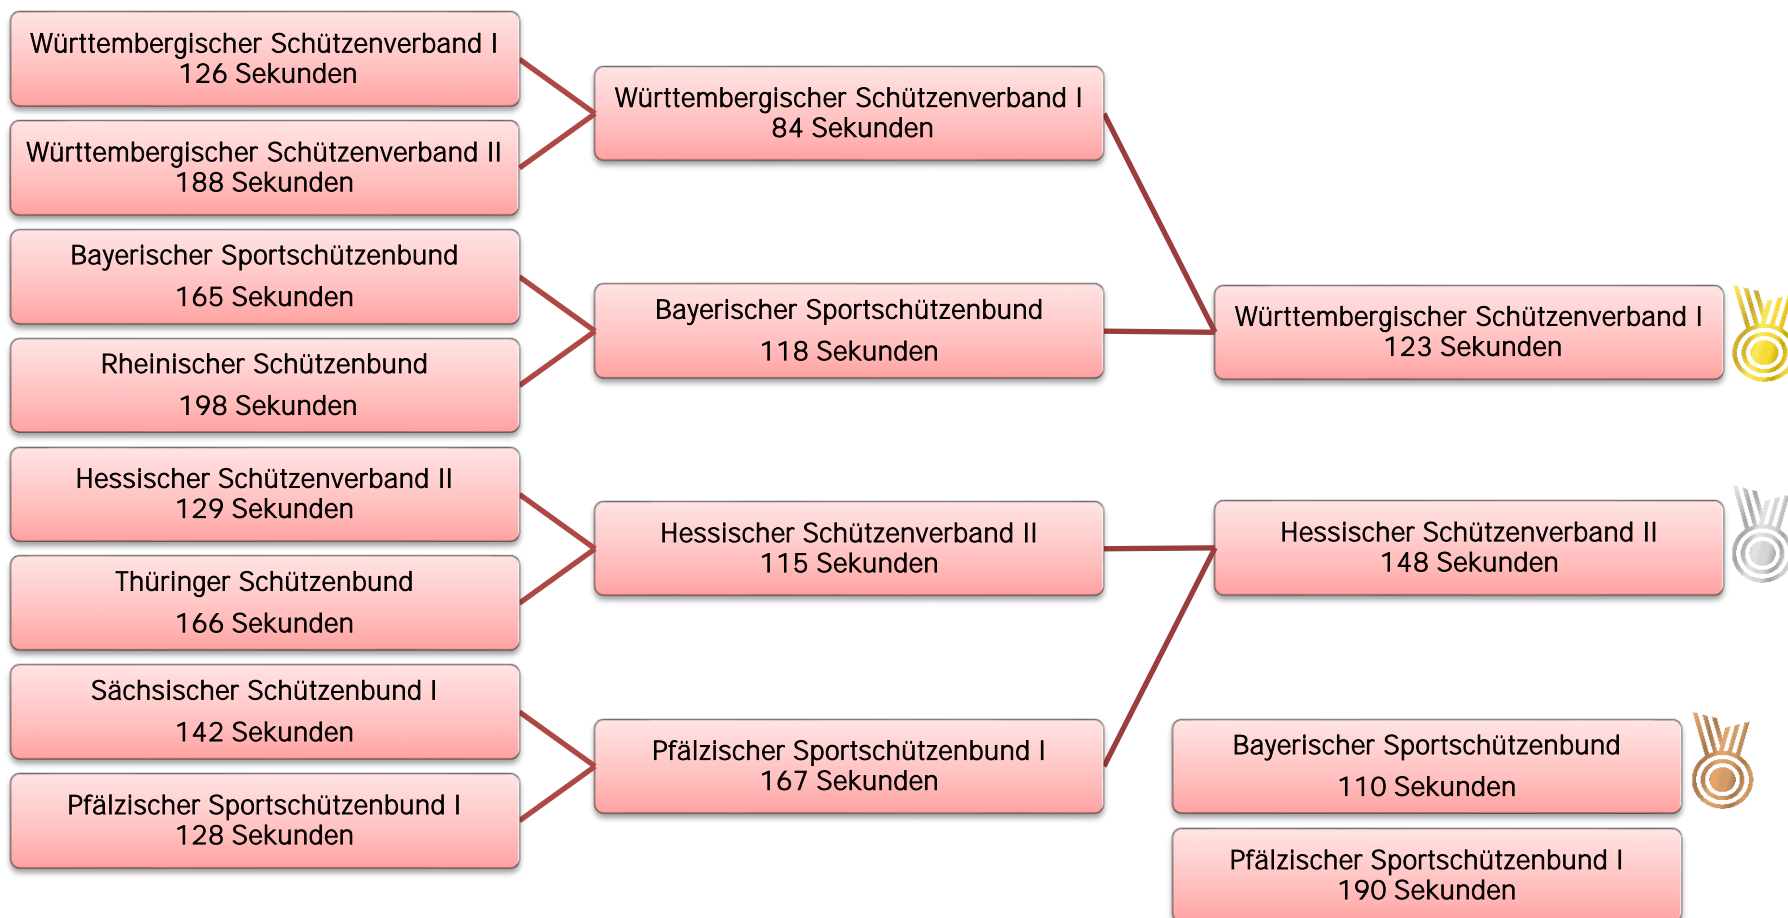 Württembergischer Schützenverband I
126 Sekunden
Württembergischer Schützenverband II
188 Sekunden
Bayerischer Sportschützenbund
165 Sekunden
Rheinischer Schützenbund
198 Sekunden
Hessischer Schützenverband II
129 Sekunden
Thüringer Schützenbund
166 Sekunden
Sächsischer Schützenbund I
142 Sekunden
Pfälzischer Sportschützenbund I
128 Sekunden
Württembergischer Schützenverband I
84 Sekunden
Bayerischer Sportschützenbund
118 Sekunden
Hessischer Schützenverband II
115 Sekunden
Pfälzischer Sportschützenbund I
167 Sekunden
Württembergischer Schützenverband I
123 Sekunden
Hessischer Schützenverband II
148 Sekunden
Bayerischer Sportschützenbund
110 Sekunden
Pfälzischer Sportschützenbund I
190 Sekunden